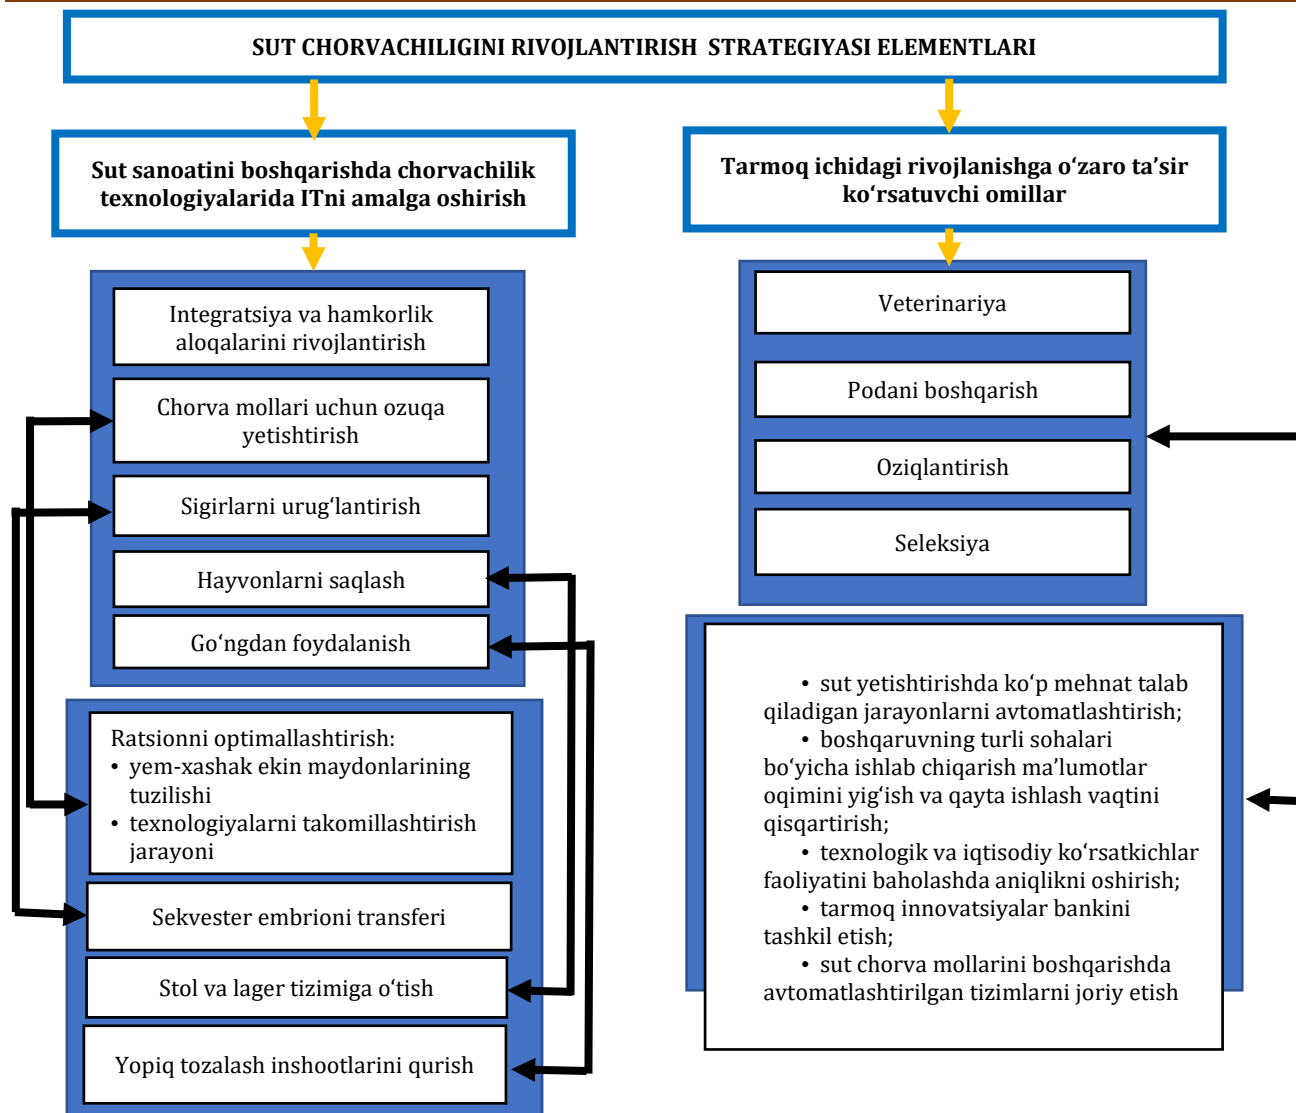 SUT CHORVACHILIGINI RIVOJLANTIRISH STRATEGIYASI ELEMENTLARI
Sut sanoatini boshqarishda chorvachilik
texnologiyalarida ITni amalga oshirish
Integratsiya va hamkorlik
aloqalarini rivojlantirish
Chorva mollari uchun ozuqa
yetishtirish
Sigirlarni urug‘lantirish
Hayvonlarni saqlash
Go‘ngdan foydalanish
Ratsionni optimallashtirish:
• yem-xashak ekin maydonlarining
tuzilishi
• texnologiyalarni takomillashtirish
jarayoni
Sekvester embrioni transferi
Stol va lager tizimiga o‘tish
Yopiq tozalash inshootlarini qurish
Tarmoq ichidagi rivojlanishga o‘zaro ta’sir
ko‘rsatuvchi omillar
Veterinariya
Podani boshqarish
Oziqlantirish
Seleksiya
• sut yetishtirishda ko‘p mehnat talab
qiladigan jarayonlarni avtomatlashtirish;
• boshqaruvning turli sohalari
bo‘yicha ishlab chiqarish ma’lumotlar
oqimini yig‘ish va qayta ishlash vaqtini
qisqartirish;
• texnologik va iqtisodiy ko‘rsatkichlar
faoliyatini baholashda aniqlikni oshirish;
• tarmoq innovatsiyalar bankini
tashkil etish;
• sut chorva mollarini boshqarishda
avtomatlashtirilgan tizimlarni joriy etish